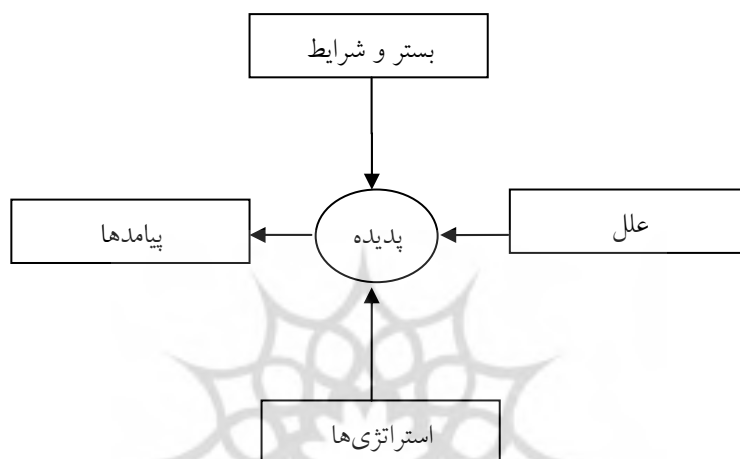 بستر و شرایط
علل
پدیده
پیامدها
استراتژی‌ها